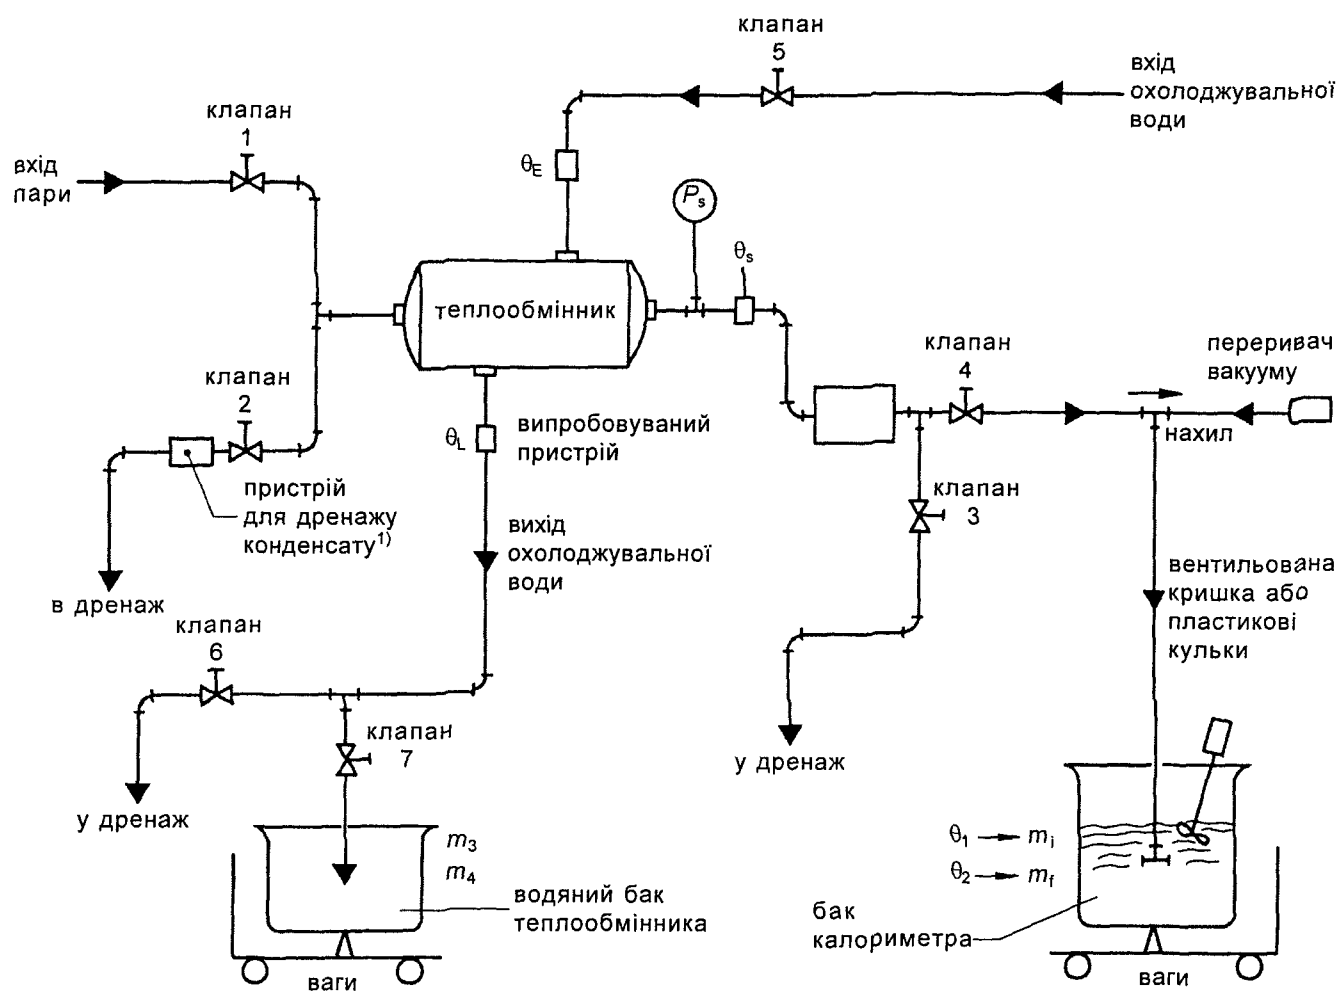 клапан
5
вхід
охолоджувальної
води
клапан
1
вхід
пари
θE
Ps
θs
теплообмінник
клапан
4
переривач
вакууму
нахил
клапан
2
θL
випробовуваний
пристрій
пристрій
для дренажу
конденсату1)
клапан
3
вихід
охолоджувальної
води
вентильована
кришка або
пластикові
кульки
в дренаж
клапан
6
клапан
7
у дренаж
у дренаж
m3
m4
θ1 mi
θ2 mf
водяний бак
теплообмінника
бак
калориметра
ваги
ваги